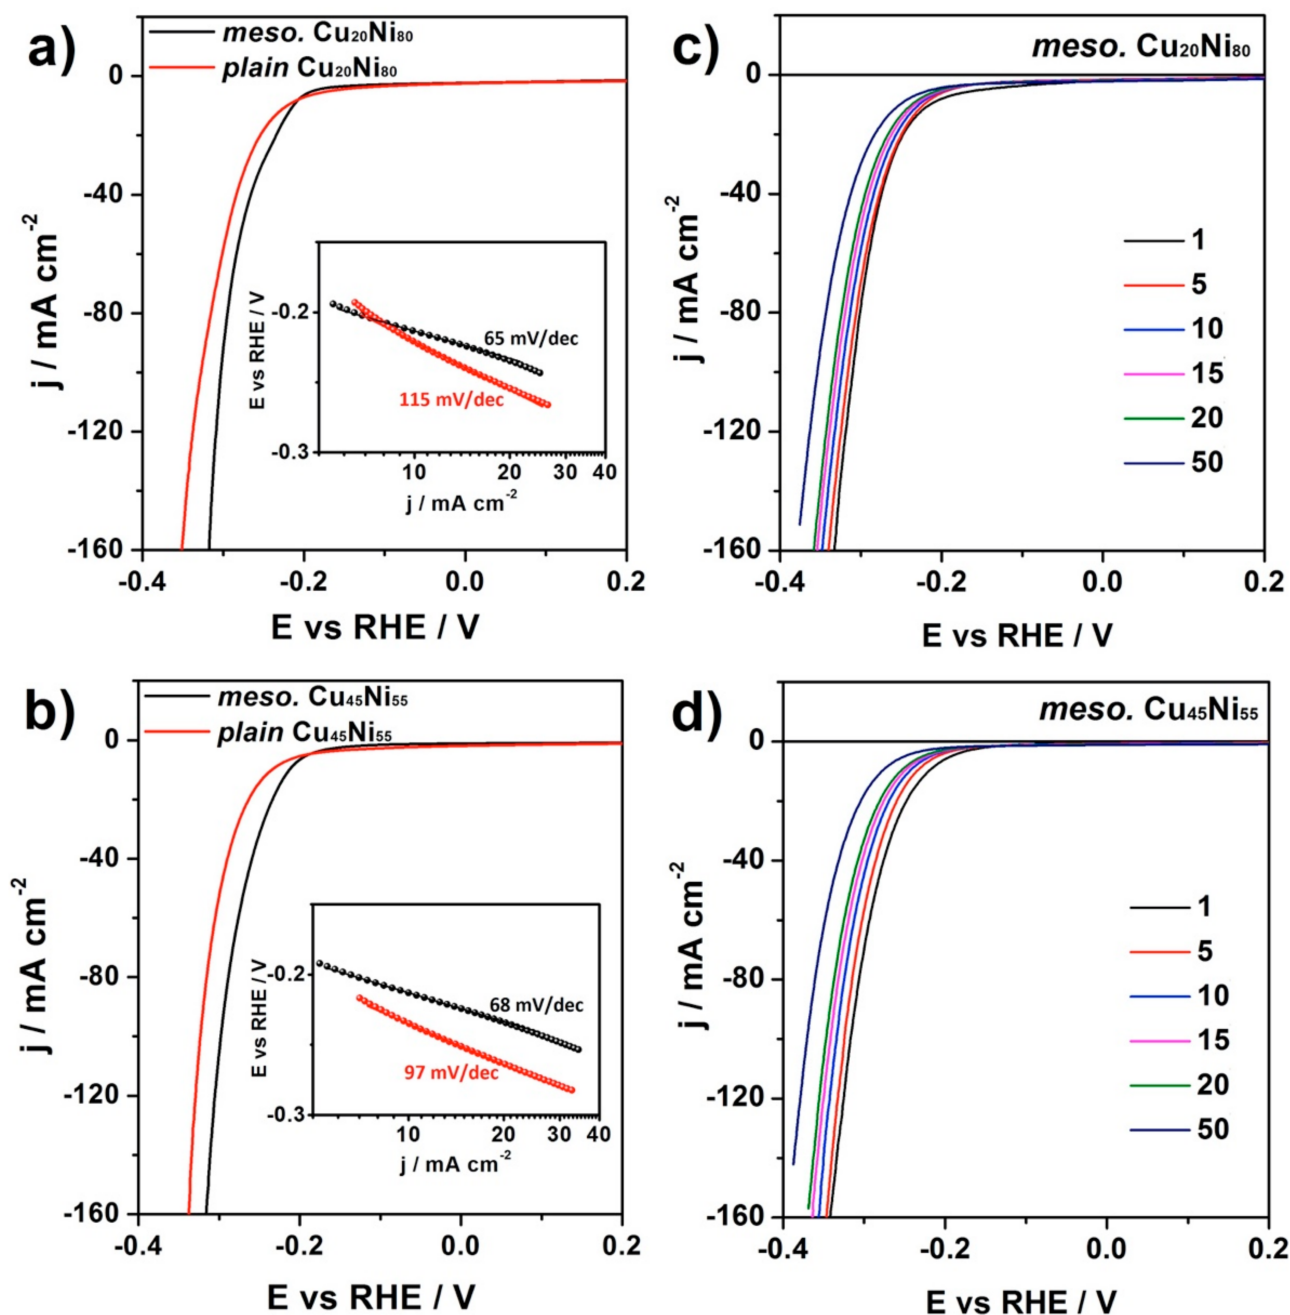 a)
meso. Cu₂₀Ni₈₀
plain Cu₂₀Ni₈₀
0
-40
-80
-120
-160
j / mA cm⁻²
-0.4
-0.2
0.0
0.2
E vs RHE / V
-0.2
-0.3
E vs RHE / V
65 mV/dec
115 mV/dec
10
20
30
40
j / mA cm⁻²
c)
meso. Cu₂₀Ni₈₀
0
-40
-80
-120
-160
j / mA cm⁻²
1
5
10
15
20
50
-0.4
-0.2
0.0
0.2
E vs RHE / V
b)
meso. Cu₄₅Ni₅₅
plain Cu₄₅Ni₅₅
0
-40
-80
-120
-160
j / mA cm⁻²
-0.4
-0.2
0.0
0.2
E vs RHE / V
-0.2
-0.3
E vs RHE / V
68 mV/dec
97 mV/dec
10
20
30
40
j / mA cm⁻²
d)
meso. Cu₄₅Ni₅₅
0
-40
-80
-120
-160
j / mA cm⁻²
1
5
10
15
20
50
-0.4
-0.2
0.0
0.2
E vs RHE / V